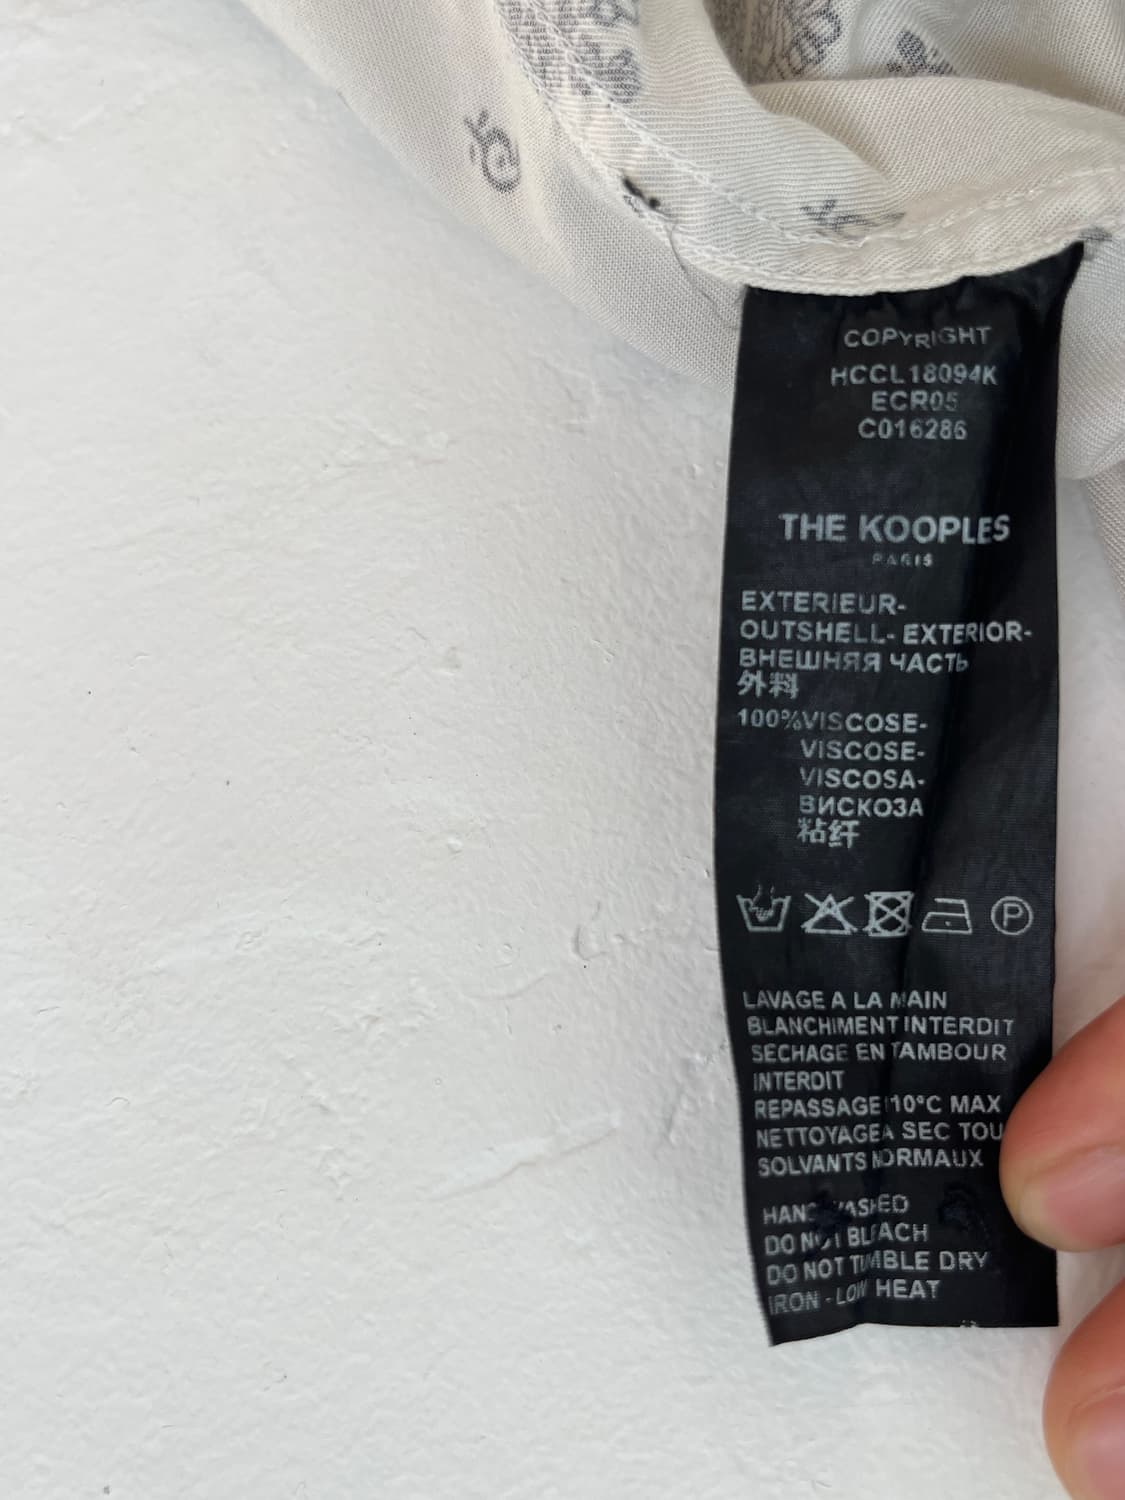 COPYRIGHT
HCCL18094K
ECR05
C016286
THE KOOPLES
PARIS
EXTERIEUR-
OUTSHELL- EXTERIOR-
ВНЕШНЯЯ ЧАСТЬ
外料
100%VISCOSE-
VISCOSE-
VISCOSA-
ВИСКОЗА
粘纤
P
LAVAGE A LA MAIN
BLANCHIMENT INTERDIT
SECHAGE EN TAMBOUR
INTERDIT
REPASSAGE 110°C MAX
NETTOYAGE A SEC TOU
SOLVANTS NORMAUX
HAND WASHED
DO NOT BLEACH
DO NOT TUMBLE DRY
IRON - LOW HEAT